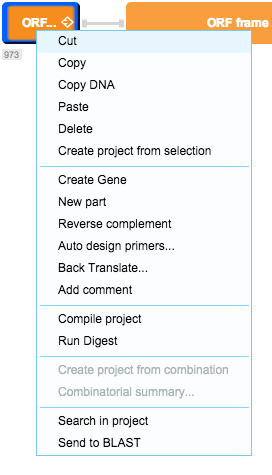 ORF...
ORF frame
973
Cut
Copy
Copy DNA
Paste
Delete
Create project from selection
Create Gene
New part
Reverse complement
Auto design primers...
Back Translate...
Add comment
Compile project
Run Digest
Create project from combination
Combinatorial summary...
Search in project
Send to BLAST